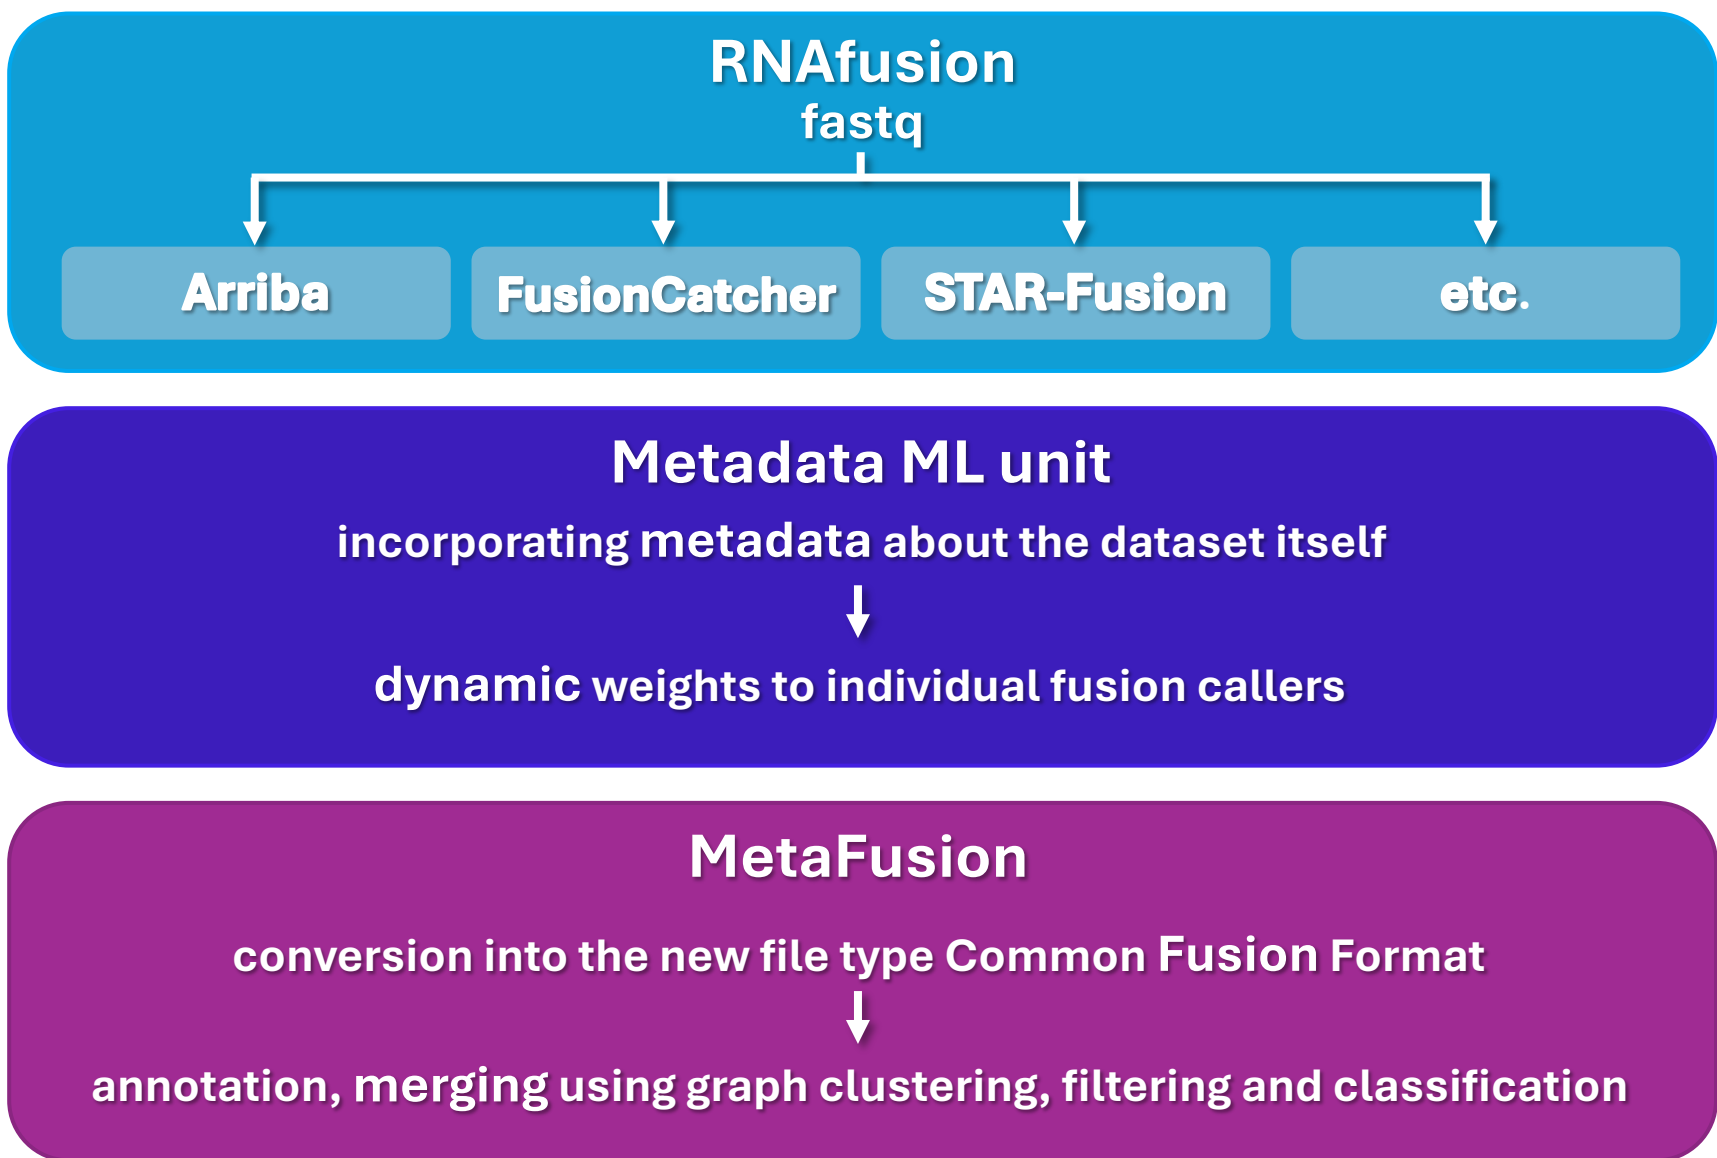 RNAfusion
fastq
Arriba
FusionCatcher
STAR-Fusion
etc.
Metadata ML unit
incorporating metadata about the dataset itself
dynamic weights to individual fusion callers
MetaFusion
conversion into the new file type Common Fusion Format
annotation, merging using graph clustering, filtering and classification